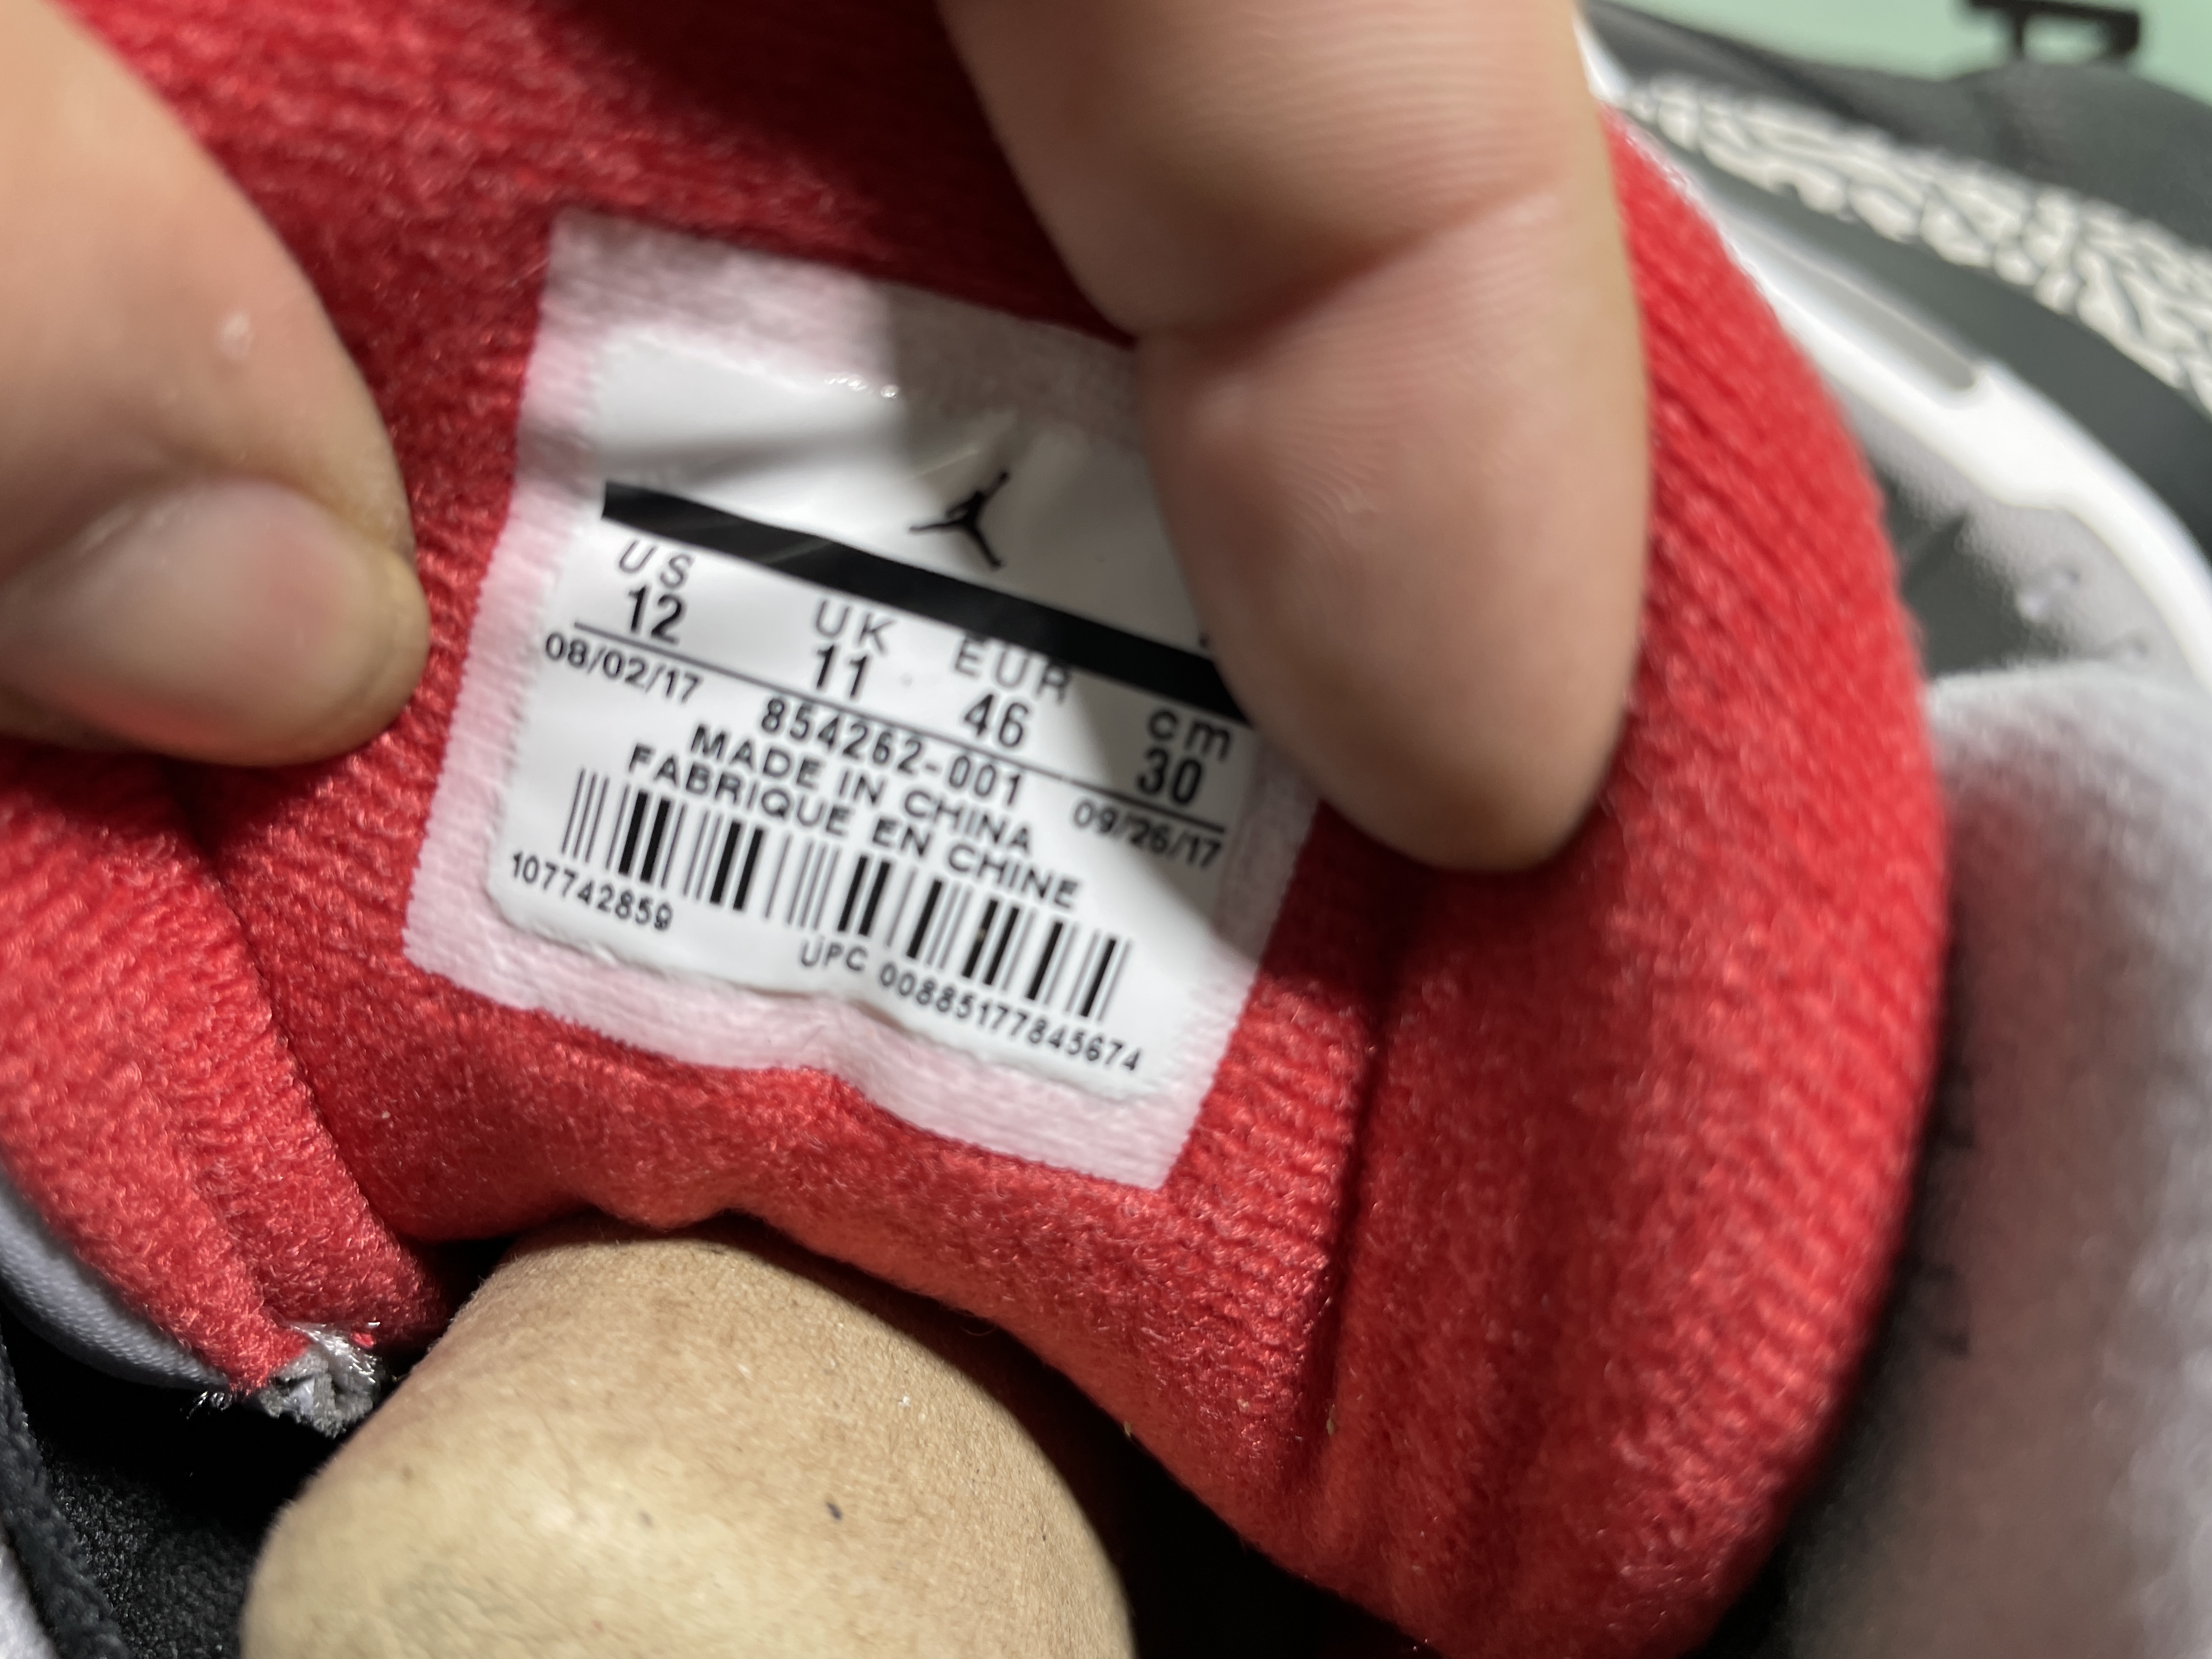 US UK EUR cm
12 11 46 30
08/02/17 854262-001 09/26/17
MADE IN CHINA
FABRIQUE EN CHINE
107742859 UPC 00885177845674